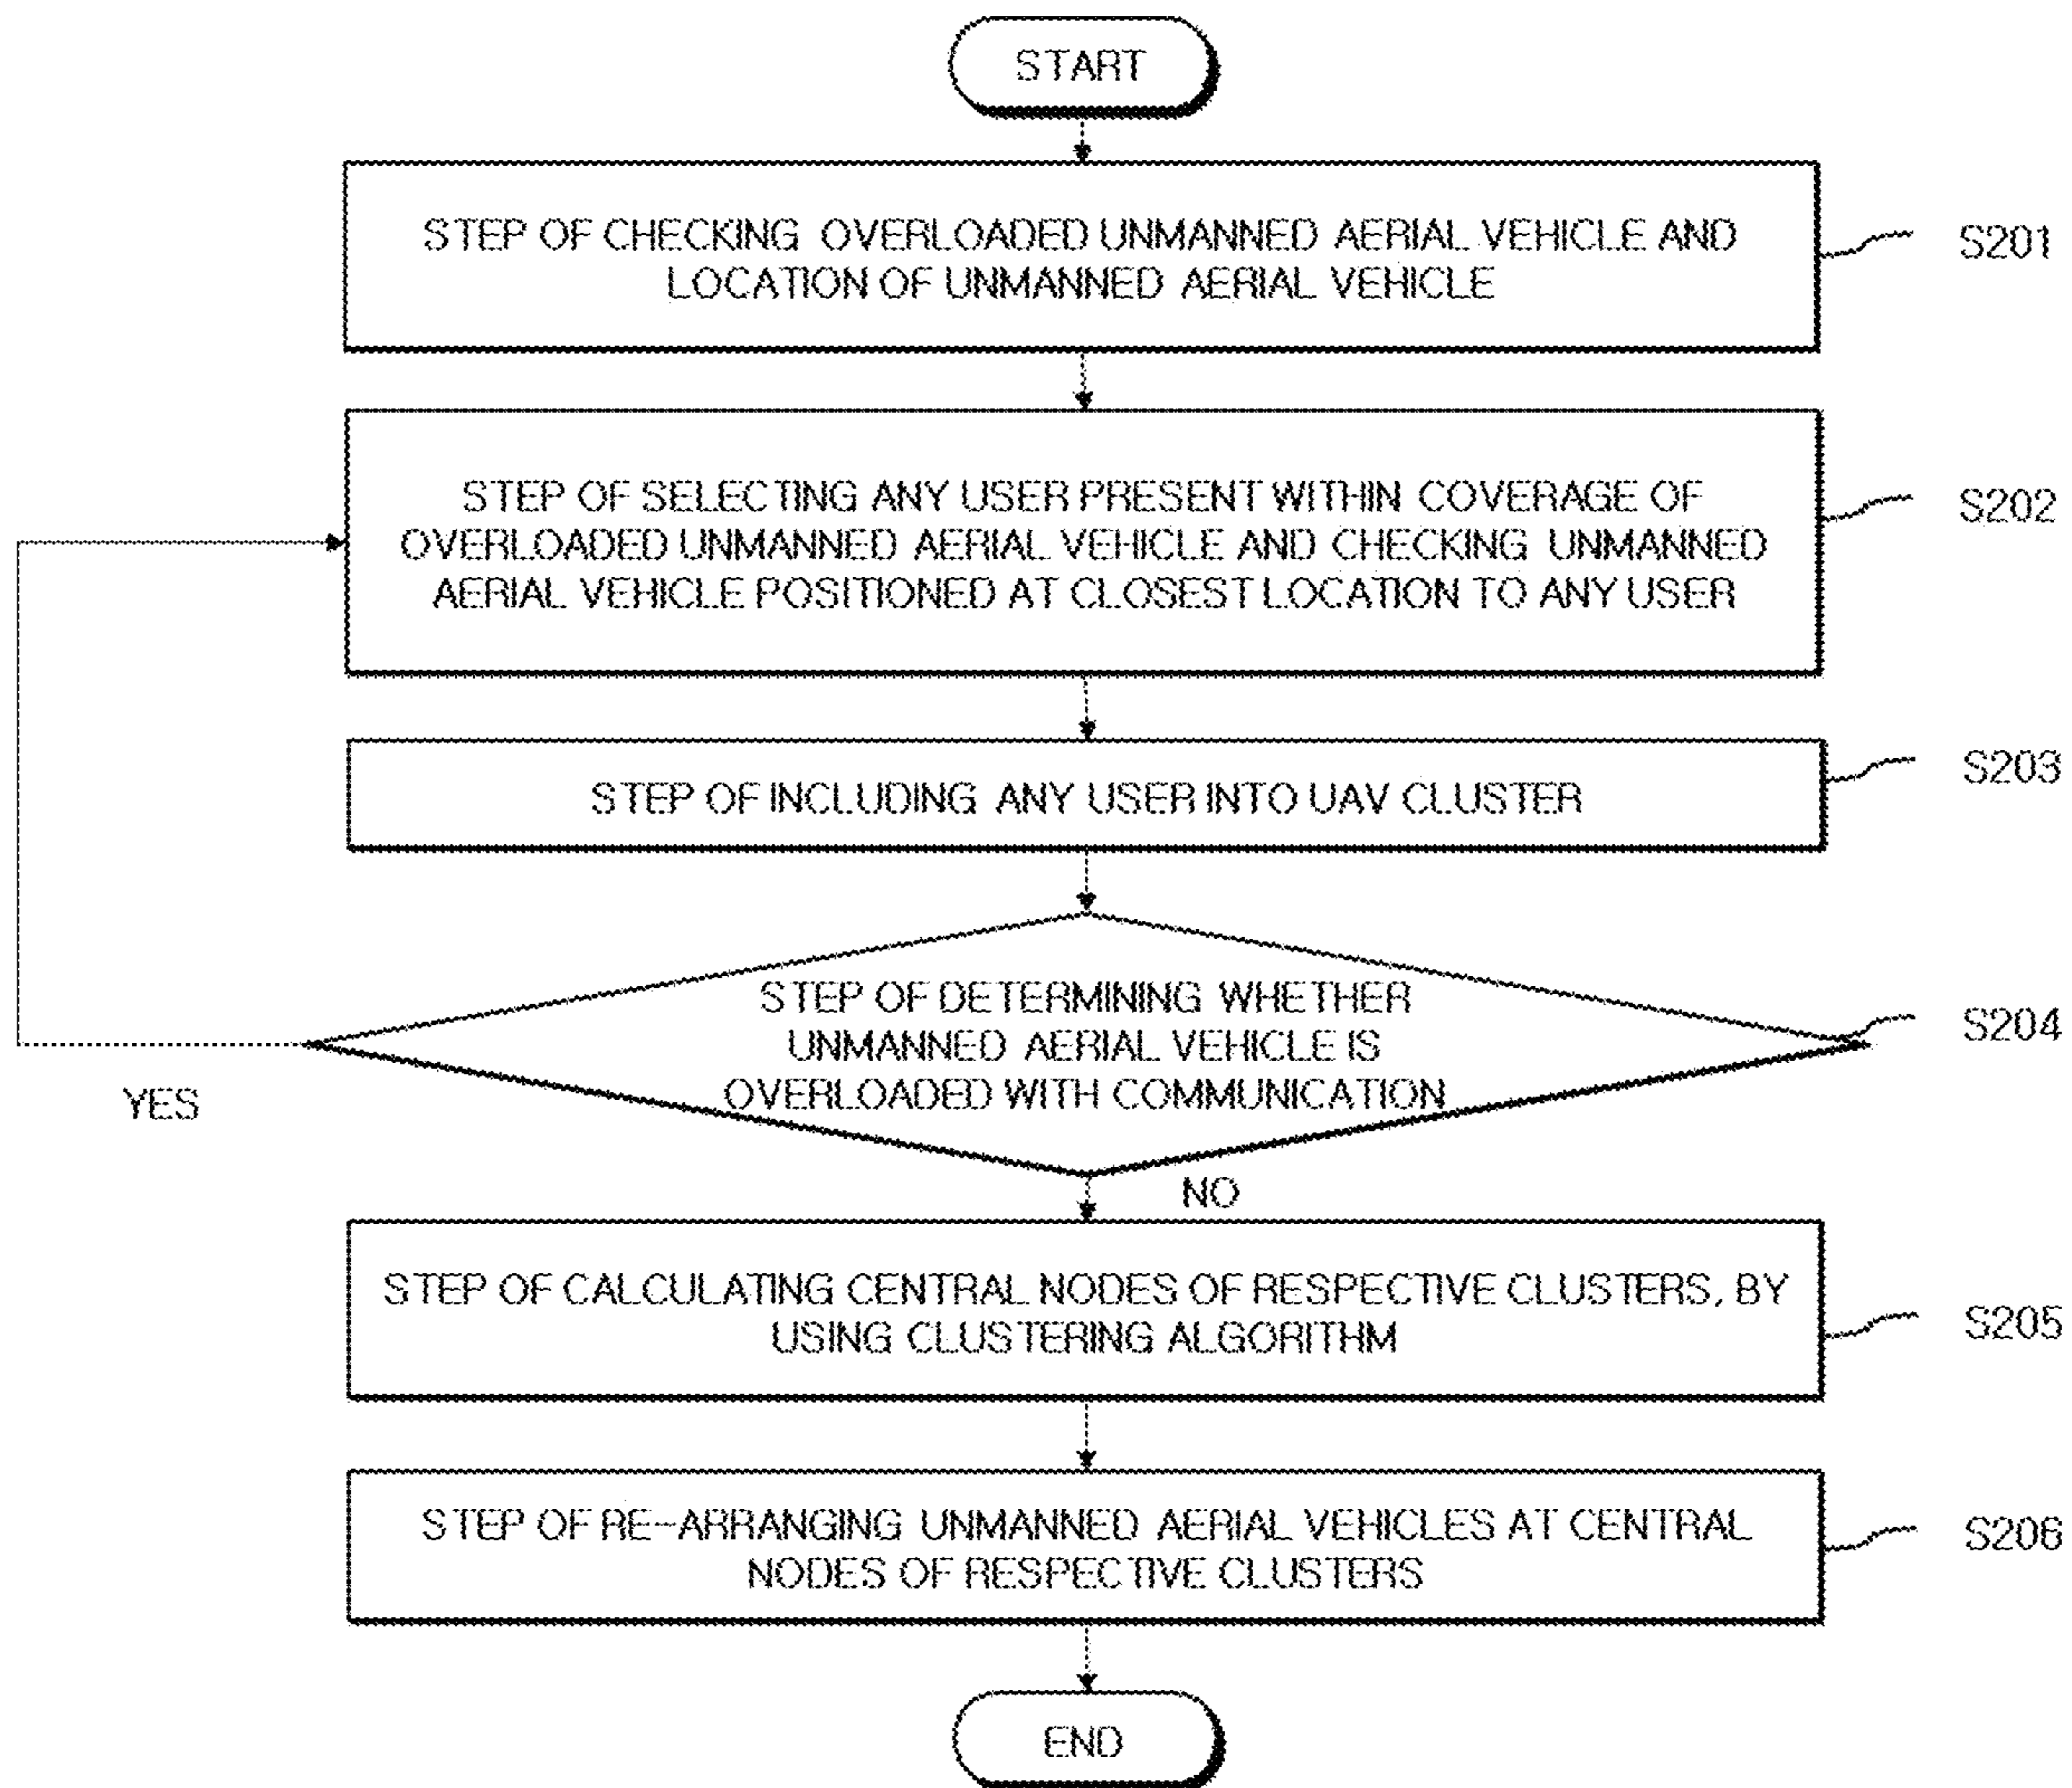 START
STEP OF CHECKING OVERLOADED UNMANNED AERIAL VEHICLE AND
LOCATION OF UNMANNED AERIAL VEHICLE
S201
STEP OF SELECTING ANY USER PRESENT WITHIN COVERAGE OF
OVERLOADED UNMANNED AERIAL VEHICLE AND CHECKING UNMANNED
AERIAL VEHICLE POSITIONED AT CLOSEST LOCATION TO ANY USER
S202
STEP OF INCLUDING ANY USER INTO UAV CLUSTER
S203
STEP OF DETERMINING WHETHER
UNMANNED AERIAL VEHICLE IS
OVERLOADED WITH COMMUNICATION
S204
YES
NO
STEP OF CALCULATING CENTRAL NODES OF RESPECTIVE CLUSTERS, BY
USING CLUSTERING ALGORITHM
S205
STEP OF RE-ARRANGING UNMANNED AERIAL VEHICLES AT CENTRAL
NODES OF RESPECTIVE CLUSTERS
S206
END